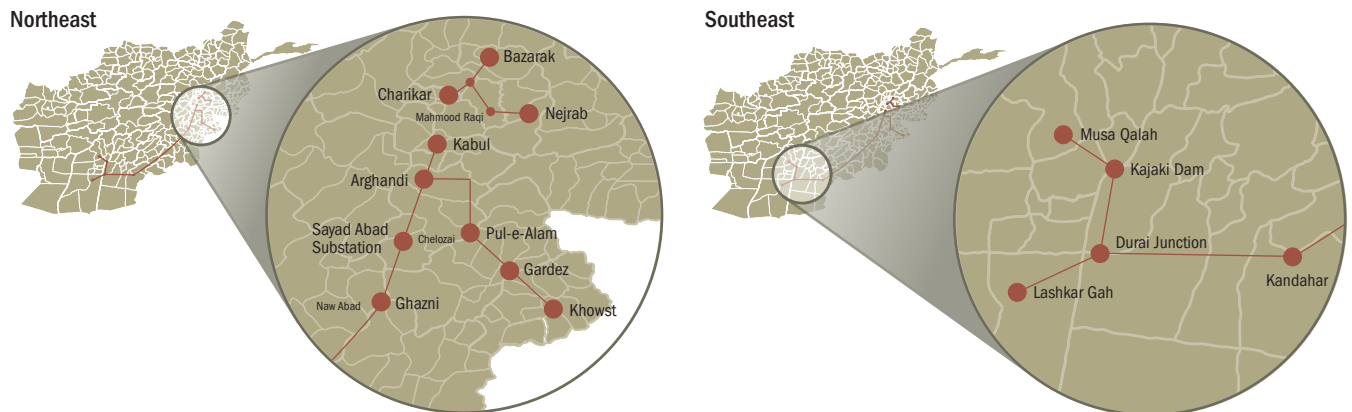 Northeast
Bazarak
Charikar
Mahmood Raqi
Nejrab
Kabul
Arghandi
Sayad Abad
Substation
Chelozai
Pul-e-Alam
Gardez
Naw Abad
Ghazni
Khowst
Southeast
Musa Qalah
Kajaki Dam
Durai Junction
Kandahar
Lashkar Gah